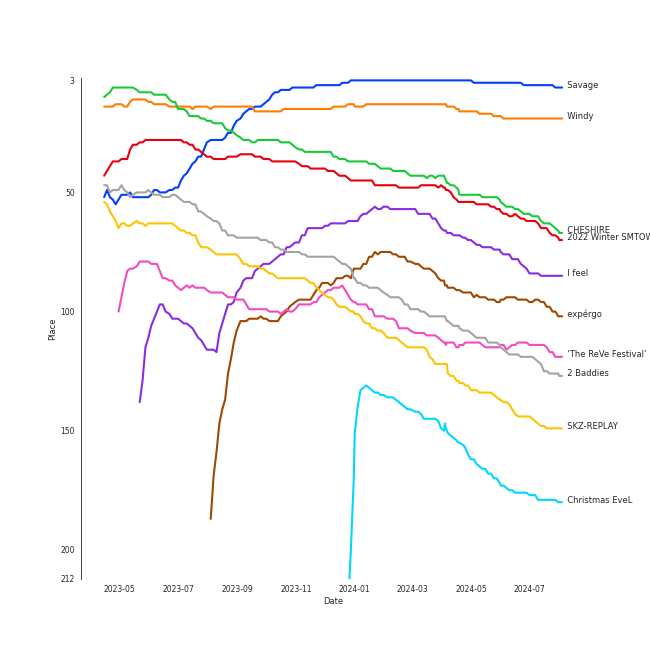 3
50
100
150
200
212
Place
2023-05
2023-07
2023-09
2023-11
2024-01
2024-03
2024-05
2024-07
Date
Savage
Windy
CHESHIRE
2022 Winter SMTOW
I feel
expérgo
'The ReVe Festival'
2 Baddies
SKZ-REPLAY
Christmas EveL